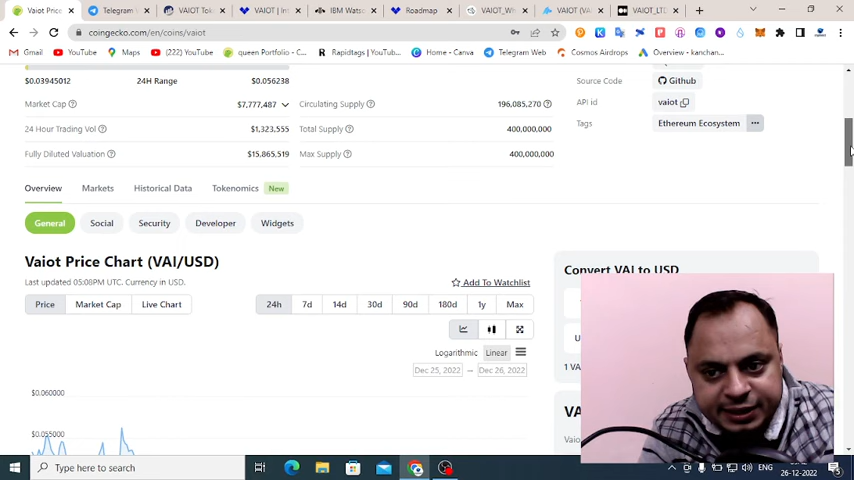 Vaiot Price
Telegram
VAIOT Tok
VAIOT | Int
IBM Watso
Roadmap
VAIOT_Wh
VAIOT (VA
VAIOT_LTD
coingecko.com/en/coins/vaiot
Gmail
YouTube
Maps
(222) YouTube
queen Portfolio - C...
Rapidtags | YouTub...
Home - Canva
Telegram Web
Cosmos Airdrops
Overview - kanchan...
$0.03945012 24H Range $0.056238
Market Cap $7,777,487
Circulating Supply 196,085,270
24 Hour Trading Vol $1,323,555
Total Supply 400,000,000
Fully Diluted Valuation $15,865,519
Max Supply 400,000,000
Source Code Github
API id vaiot
Tags Ethereum Ecosystem
Overview Markets Historical Data Tokenomics New
General Social Security Developer Widgets
Vaiot Price Chart (VAI/USD)
Last updated 05:08PM UTC. Currency in USD.
Add To Watchlist
Price Market Cap Live Chart
24h 7d 14d 30d 90d 180d 1y Max
Logarithmic Linear
Dec 25, 2022 → Dec 26, 2022
$0.060000
$0.055000
Convert VAI to USD
Type here to search
ENG
26-12-2022